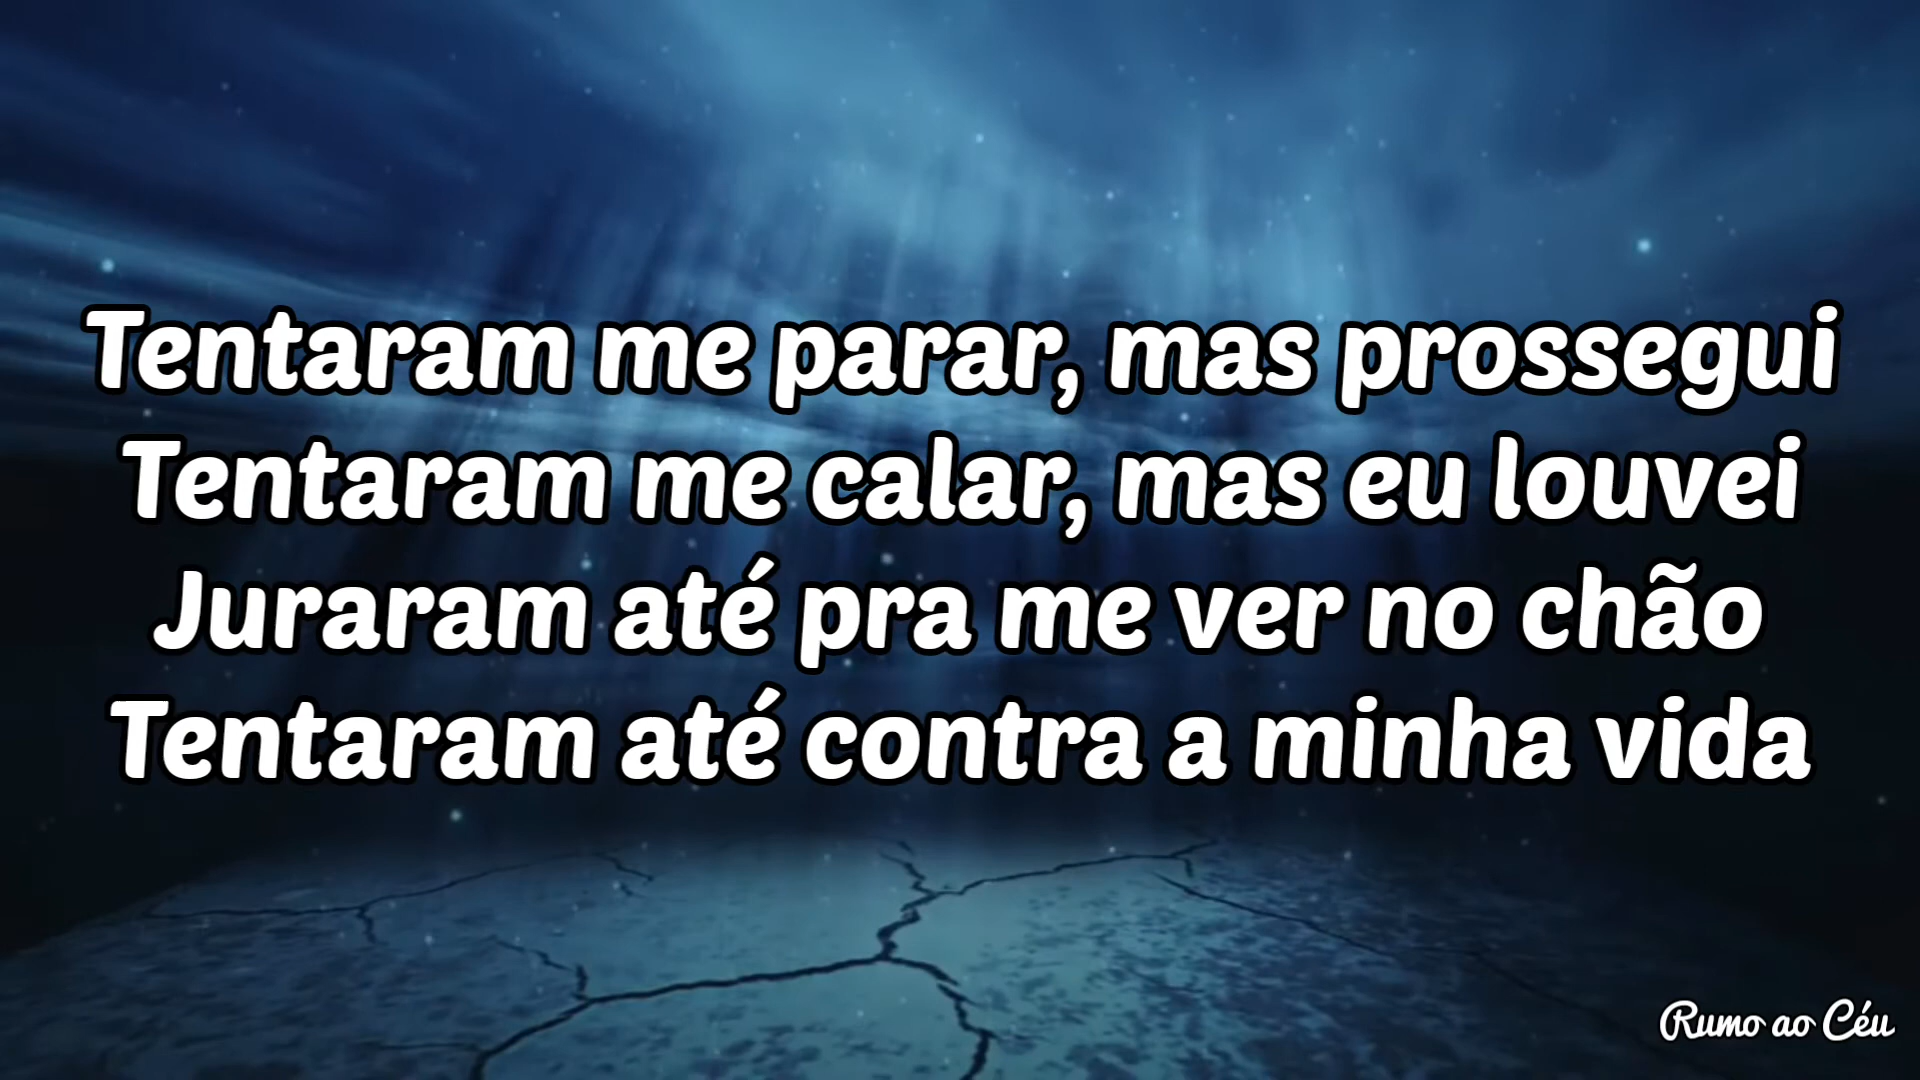 Tentaram me parar, mas prossegui
Tentaram me calar, mas eu louvei
Juraram até pra me ver no chão
Tentaram até contra a minha vida
Rumo ao Céu